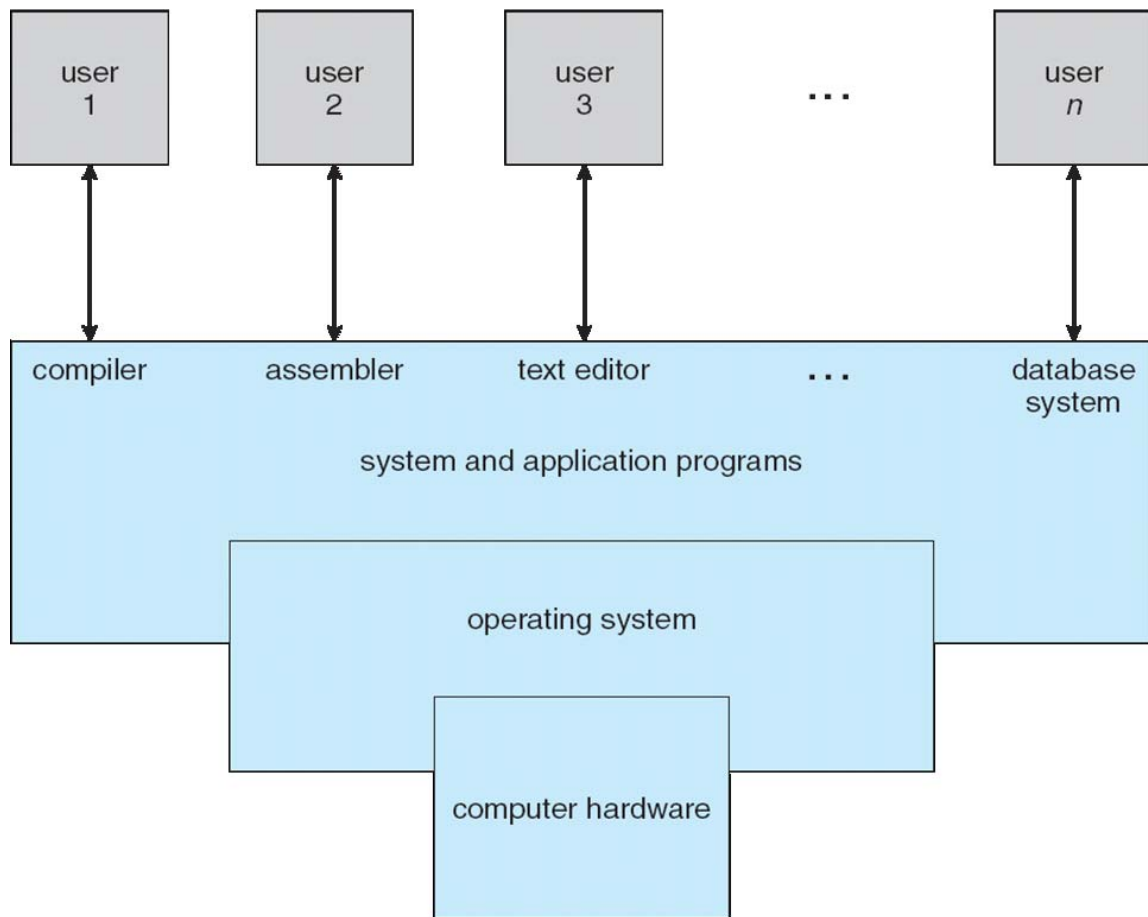 user
1
user
2
user
3
...
user
n
compiler
assembler
text editor
...
database
system
system and application programs
operating system
computer hardware